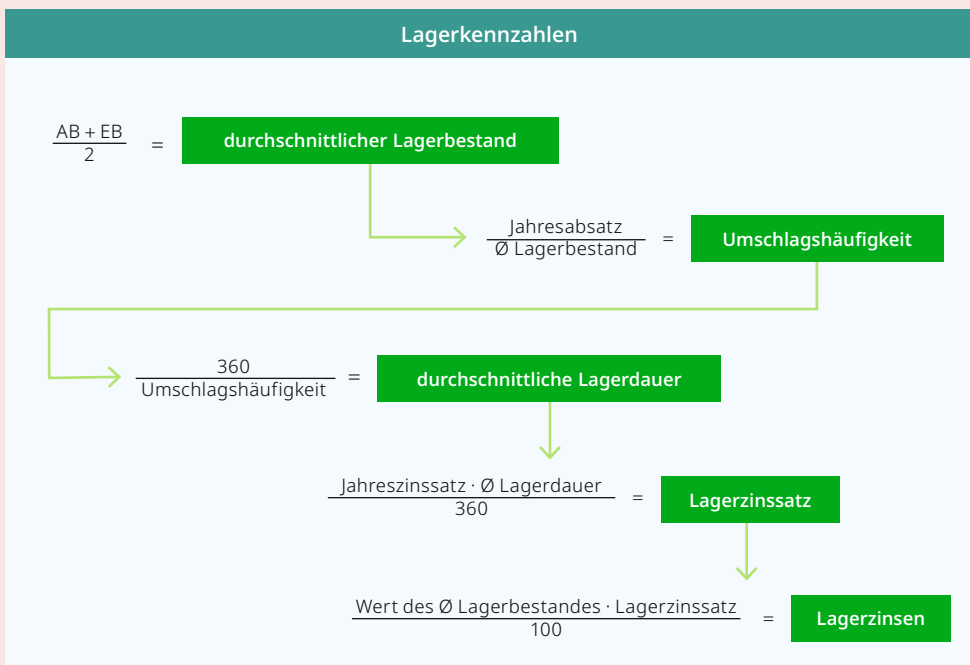 Lagerkennzahlen
AB + EB
2
=
durchschnittlicher Lagerbestand
Jahresabsatz
Ø Lagerbestand
=
Umschlagshäufigkeit
360
Umschlagshäufigkeit
=
durchschnittliche Lagerdauer
Jahreszinssatz · Ø Lagerdauer
360
=
Lagerzinssatz
Wert des Ø Lagerbestandes · Lagerzinssatz
100
=
Lagerzinsen